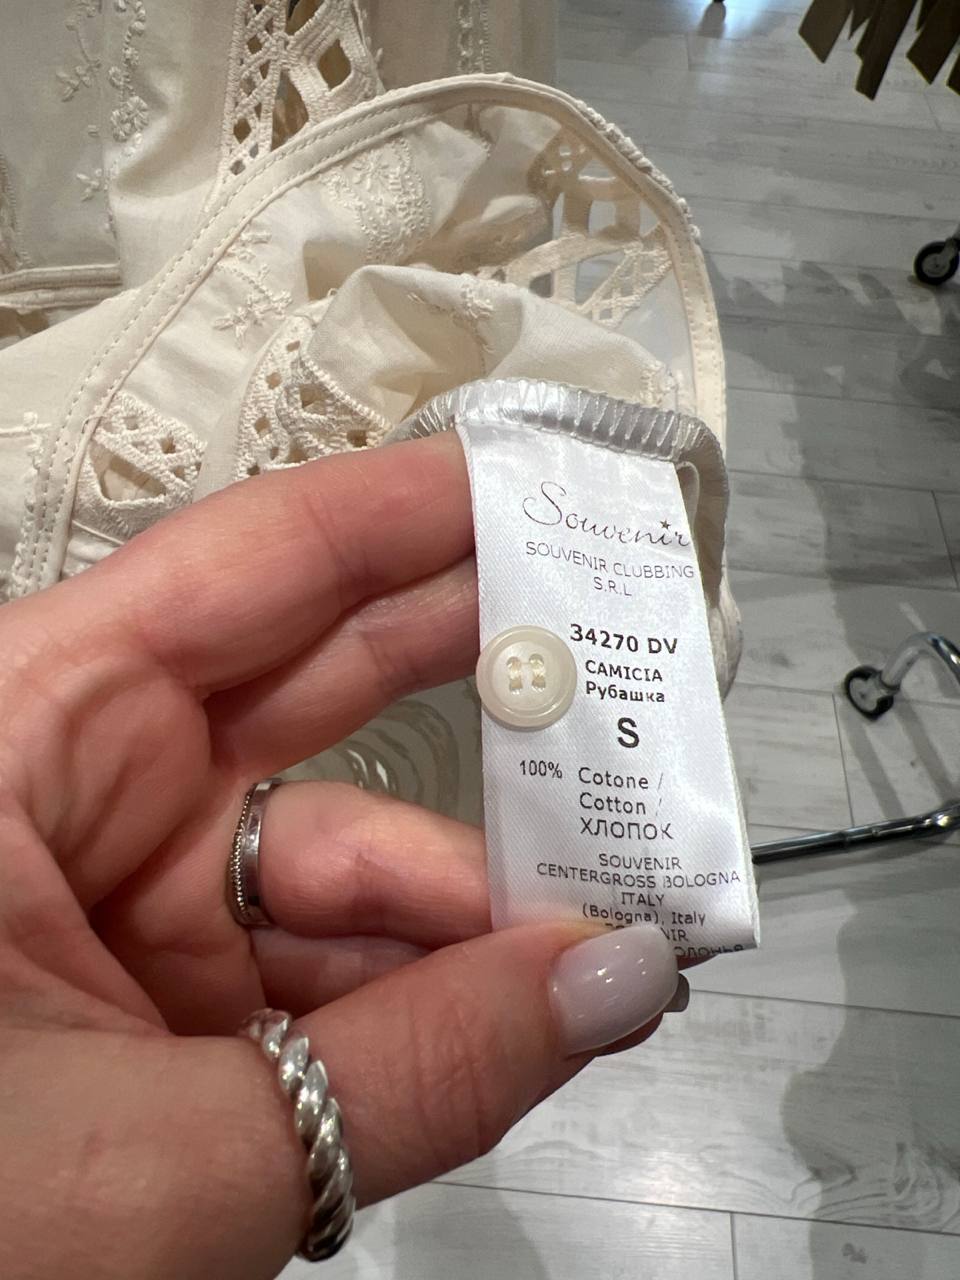 Souvenir
SOUVENIR CLUBBING
S.R.L
34270 DV
CAMICIA
Рубашка
S
100% Cotone /
Cotton /
ХЛОПОК
SOUVENIR
CENTERGROSS BOLOGNA
ITALY
(Bologna), Italy